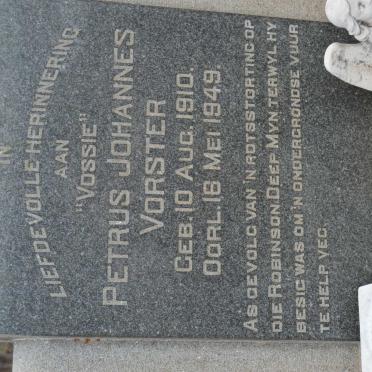 IN
LIEFDEVOLLE HERINNERING
AAN
"VOSSIE"
PETRUS JOHANNES
VORSTER
GEB. 10 AUG. 1910.
OORL. 18 MEI 1949.
AS GEVOLG VAN 'N ROTSSTORTING OP
DIE ROBINSON DEEP MYN TERWYL HY
BESIG WAS OM 'N ONDERGRONDSE VUUR
TE HELP VEG.